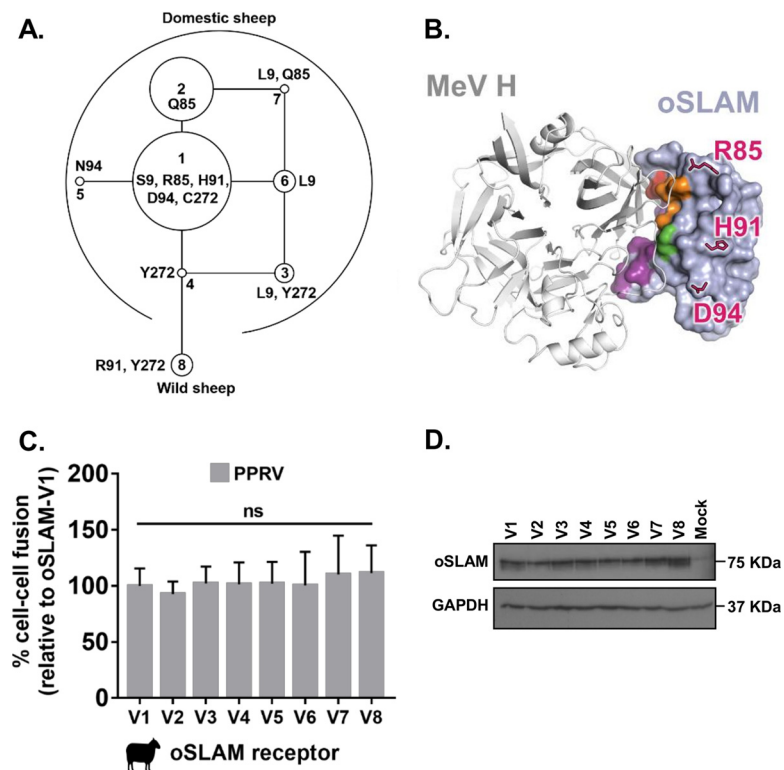 A.
Domestic sheep
2
Q85
L9, Q85
7
N94
5
1
S9, R85, H91,
D94, C272
6
L9
Y272
4
3
L9, Y272
R91, Y272
8
Wild sheep
B.
MeV H
oSLAM
R85
H91
D94
C.
% cell-cell fusion
(relative to oSLAM-V1)
200
150
100
50
0
PPRV
ns
V1 V2 V3 V4 V5 V6 V7 V8
oSLAM receptor
D.
V1 V2 V3 V4 V5 V6 V7 V8 Mock
oSLAM
75 KDa
GAPDH
37 KDa